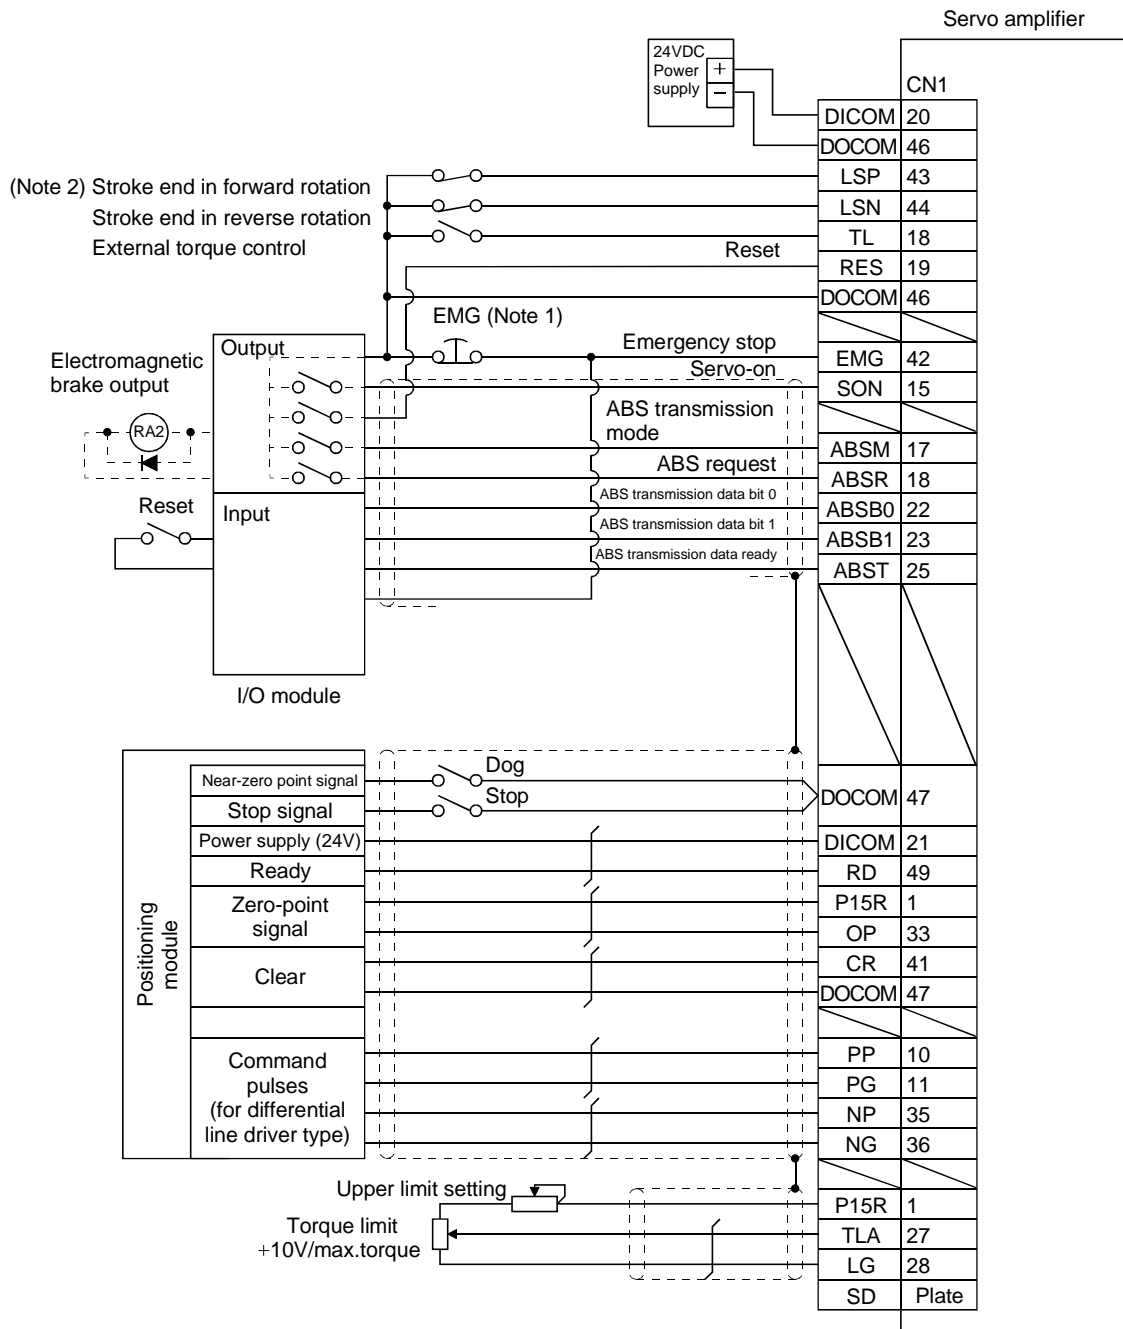 Servo amplifier
24VDC
Power
supply
+
−
CN1
DICOM 20
DOCOM 46
(Note 2) Stroke end in forward rotation
LSP 43
Stroke end in reverse rotation
LSN 44
External torque control
TL 18
Reset
RES 19
DOCOM 46
EMG (Note 1)
Output
Electromagnetic
brake output
RA2
Emergency stop
EMG 42
Servo-on
SON 15
ABS transmission
mode
ABSM 17
ABS request
ABSR 18
Reset
Input
ABS transmission data bit 0
ABSB0 22
ABS transmission data bit 1
ABSB1 23
ABS transmission data ready
ABST 25
I/O module
Positioning
module
Near-zero point signal
Dog
Stop signal
Stop
DOCOM 47
Power supply (24V)
DICOM 21
Ready
RD 49
Zero-point
signal
P15R 1
OP 33
Clear
CR 41
DOCOM 47
Command
pulses
(for differential
line driver type)
PP 10
PG 11
NP 35
NG 36
Upper limit setting
P15R 1
Torque limit
+10V/max.torque
TLA 27
LG 28
SD Plate